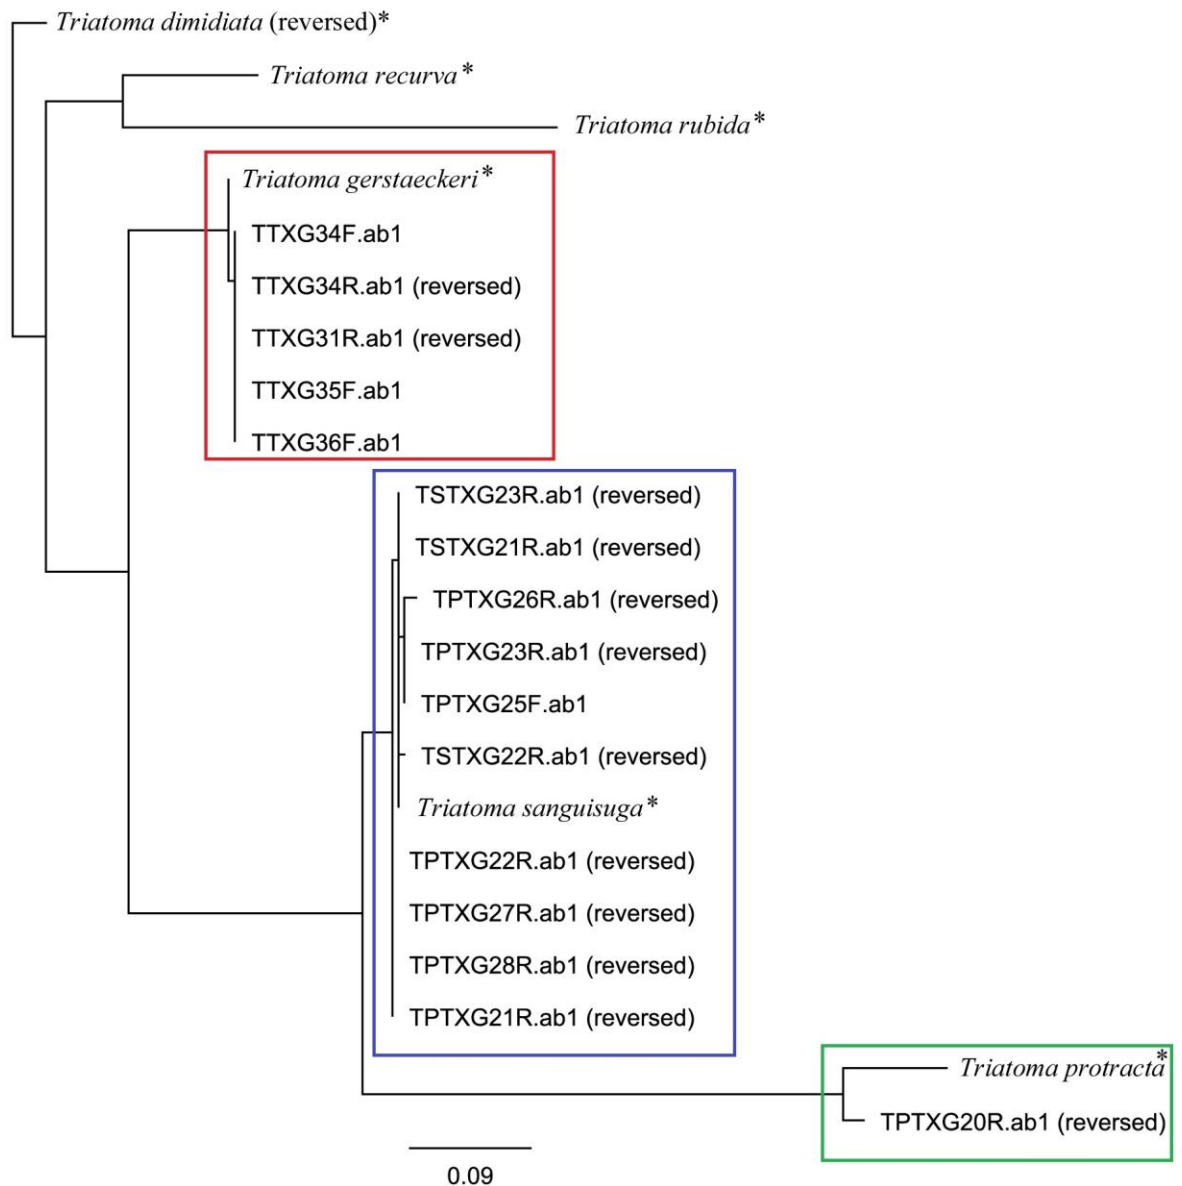 Triatoma dimidiata (reversed)*
Triatoma recurva*
Triatoma rubida*
Triatoma gerstaeckeri*
TTXG34F.ab1
TTXG34R.ab1 (reversed)
TTXG31R.ab1 (reversed)
TTXG35F.ab1
TTXG36F.ab1
TSTXG23R.ab1 (reversed)
TSTXG21R.ab1 (reversed)
TPTXG26R.ab1 (reversed)
TPTXG23R.ab1 (reversed)
TPTXG25F.ab1
TSTXG22R.ab1 (reversed)
Triatoma sanguisuga*
TPTXG22R.ab1 (reversed)
TPTXG27R.ab1 (reversed)
TPTXG28R.ab1 (reversed)
TPTXG21R.ab1 (reversed)
Triatoma protracta*
TPTXG20R.ab1 (reversed)
0.09